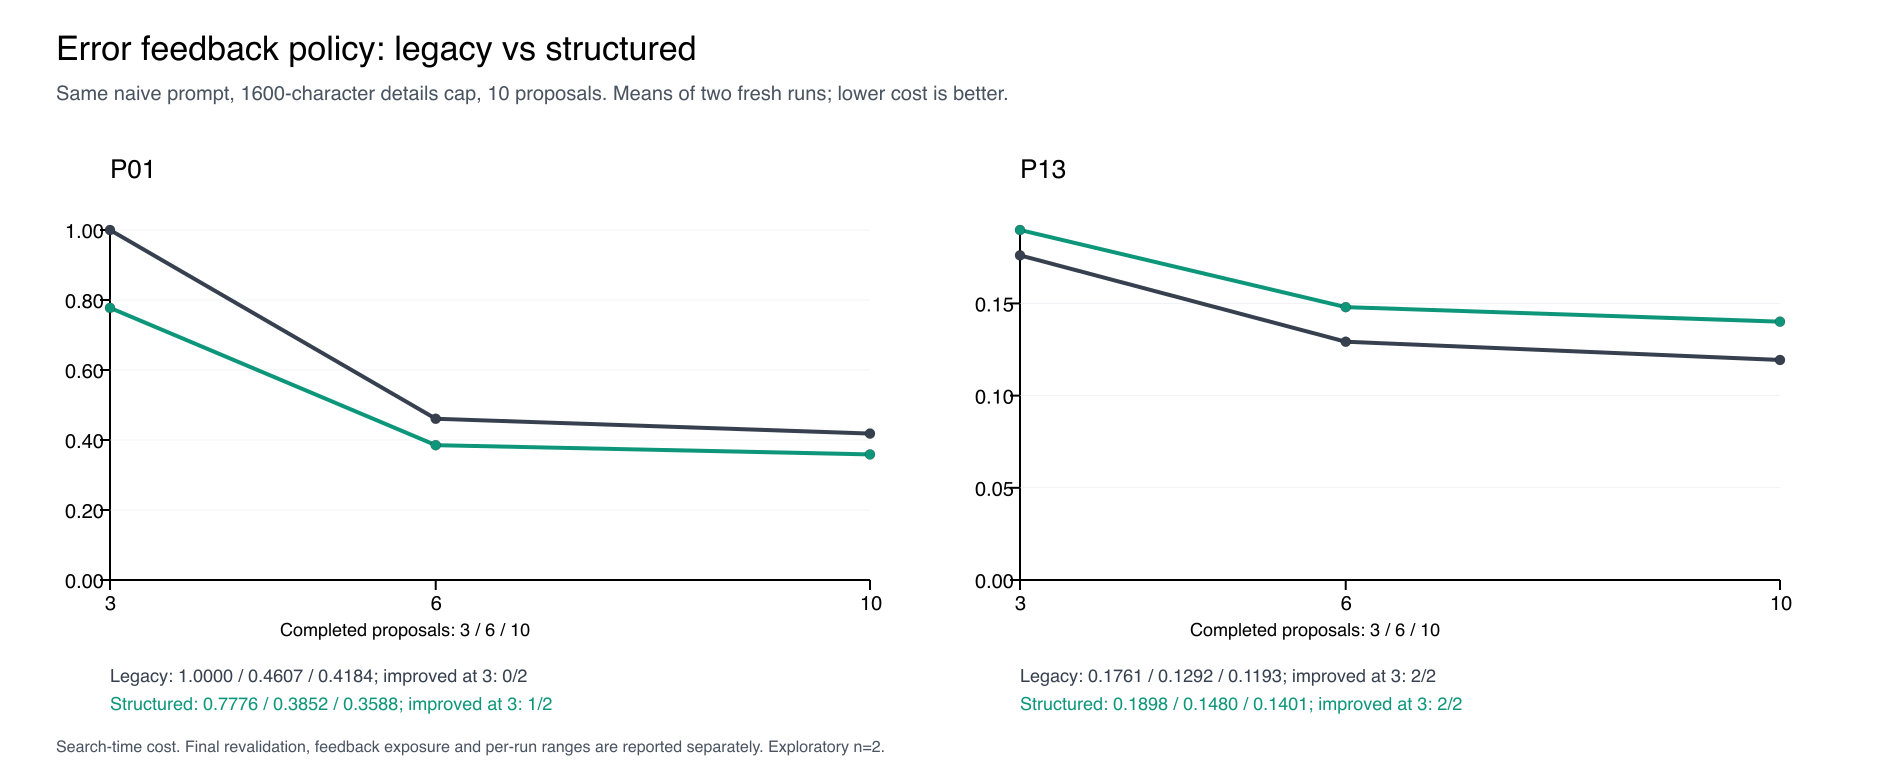 Error feedback policy: legacy vs structured
Same naive prompt, 1600-character details cap, 10 proposals. Means of two fresh runs; lower cost is better.
P01
1.00
0.80
0.60
0.40
0.20
0.00
3 6 10
Completed proposals: 3 / 6 / 10
Legacy: 1.0000 / 0.4607 / 0.4184; improved at 3: 0/2
Structured: 0.7776 / 0.3852 / 0.3588; improved at 3: 1/2
P13
0.15
0.10
0.05
0.00
3 6 10
Completed proposals: 3 / 6 / 10
Legacy: 0.1761 / 0.1292 / 0.1193; improved at 3: 2/2
Structured: 0.1898 / 0.1480 / 0.1401; improved at 3: 2/2
Search-time cost. Final revalidation, feedback exposure and per-run ranges are reported separately. Exploratory n=2.